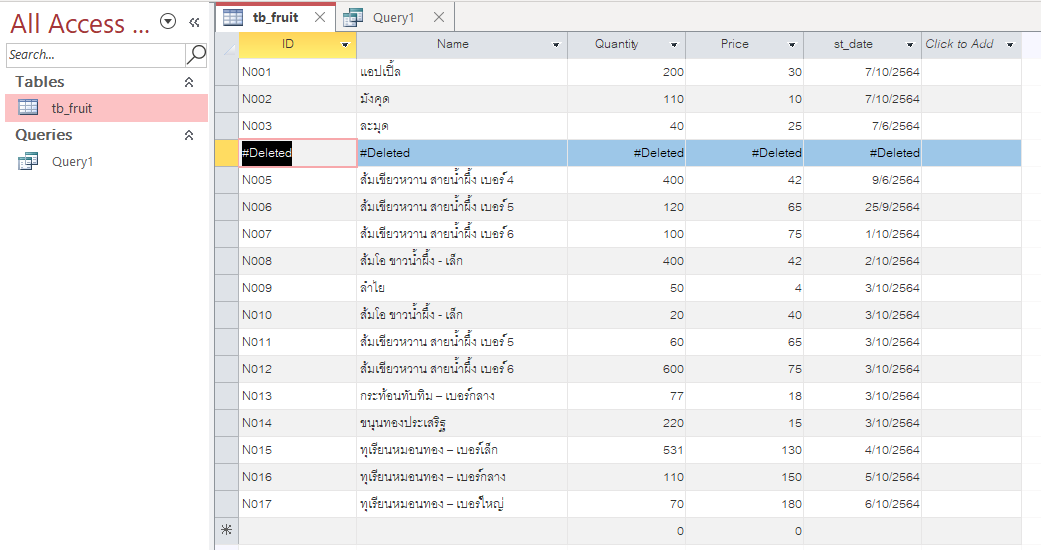 All Access ...
Search...
Tables
tb_fruit
Queries
Query1
tb_fruit Query1
ID Name Quantity Price st_date Click to Add
N001 แอปเปิ้ล 200 30 7/10/2564
N002 มังคุด 110 10 7/10/2564
N003 ละมุด 40 25 7/6/2564
#Deleted #Deleted #Deleted #Deleted #Deleted
N005 ส้มเขียวหวาน สายน้ำผึ้ง เบอร์ 4 400 42 9/6/2564
N006 ส้มเขียวหวาน สายน้ำผึ้ง เบอร์ 5 120 65 25/9/2564
N007 ส้มเขียวหวาน สายน้ำผึ้ง เบอร์ 6 100 75 1/10/2564
N008 ส้มโอ ขาวน้ำผึ้ง - เล็ก 400 42 2/10/2564
N009 ลำไย 50 4 3/10/2564
N010 ส้มโอ ขาวน้ำผึ้ง - เล็ก 20 40 3/10/2564
N011 ส้มเขียวหวาน สายน้ำผึ้ง เบอร์ 5 60 65 3/10/2564
N012 ส้มเขียวหวาน สายน้ำผึ้ง เบอร์ 6 600 75 3/10/2564
N013 กระท้อนทับทิม – เบอร์กลาง 77 18 3/10/2564
N014 ขนุนทองประเสริฐ 220 15 3/10/2564
N015 ทุเรียนหมอนทอง – เบอร์เล็ก 531 130 4/10/2564
N016 ทุเรียนหมอนทอง – เบอร์กลาง 110 150 5/10/2564
N017 ทุเรียนหมอนทอง – เบอร์ใหญ่ 70 180 6/10/2564
0 0